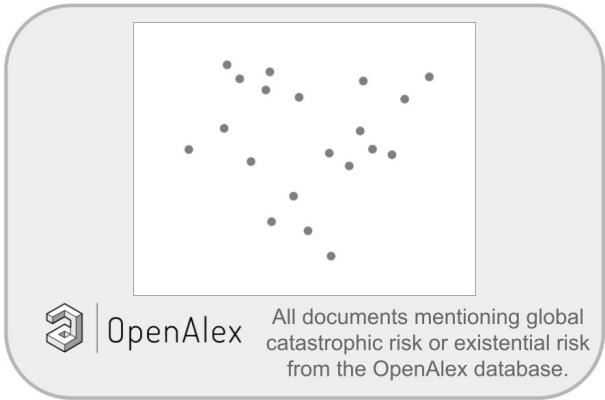 OpenAlex
All documents mentioning global
catastrophic risk or existential risk
from the OpenAlex database.